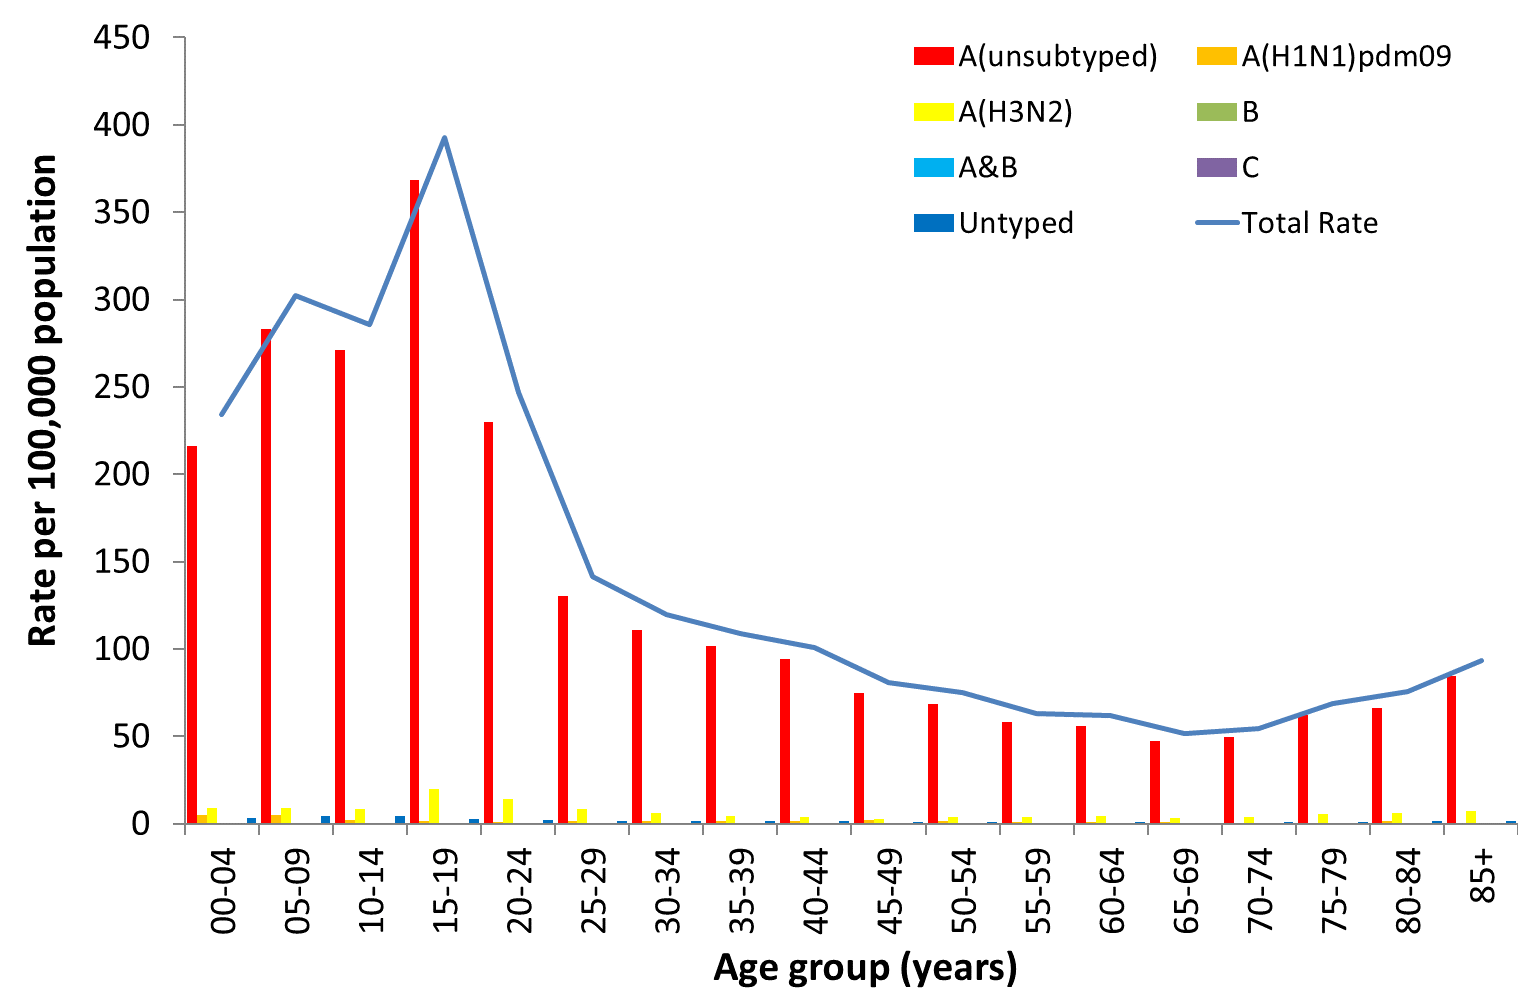 450
400
350
300
250
200
150
100
50
0
Rate per 100,000 population
A(unsubtyped) A(H1N1)pdm09
A(H3N2) B
A&B C
Untyped Total Rate
00-04 05-09 10-14 15-19 20-24 25-29 30-34 35-39 40-44 45-49 50-54 55-59 60-64 65-69 70-74 75-79 80-84 85+
Age group (years)